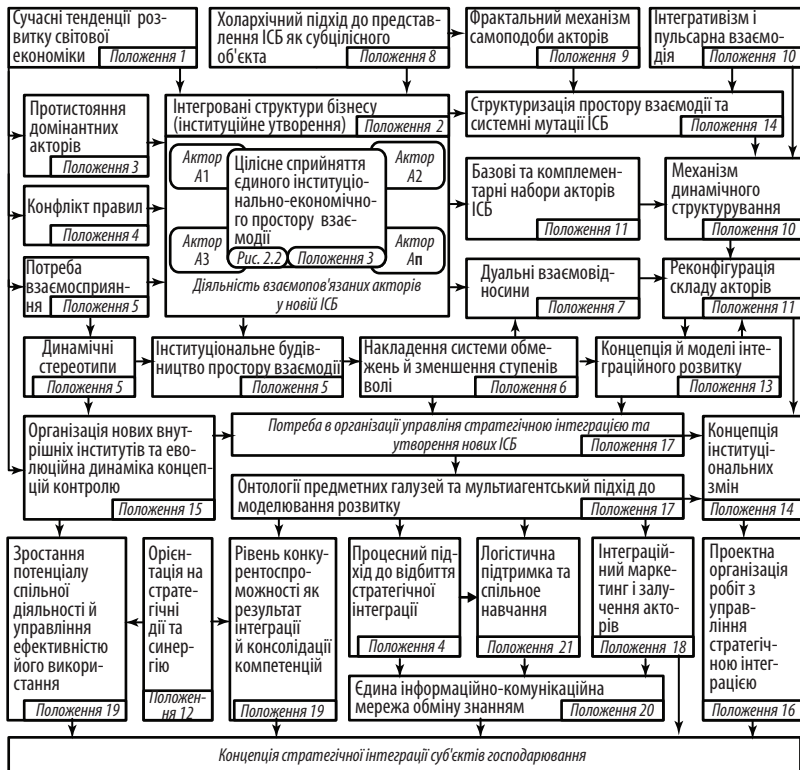 Сучасні тенденції роз-
витку світової
економіки
Положення 1
Холархічний підхід до представ-
лення ІСБ як субцілісного
об'єкта
Положення 8
Фрактальний механізм
самоподоби акторів
Положення 9
Інтегративізм і
пульсарна взаємо-
дія
Положення 10
Протистояння
домінантних
акторів
Положення 3
Інтегровані структури бізнесу
(інституційне утворення)
Положення 2
Структуризація простору взаємодії та
системні мутації ІСБ
Положення 14
Актор
А1
Цілісне сприйняття
єдиного інституціо-
нально-економічно-
го простору взає-
модії
Рис. 2.2
Положення 3
Актор
А2
Актор
А3
Актор
Ап
Діяльність взаємопов'язаних акторів
у новій ІСБ
Базові та комплемен-
тарні набори акторів
ІСБ
Положення 11
Механізм
динамічного
структурування
Положення 10
Конфлікт правил
Положення 4
Потреба
взаємосприян-
ня
Положення 5
Дуальні взаємовід-
носини
Положення 7
Реконфігурація
складу акторів
Положення 11
Динамічні
стереотипи
Положення 5
Інституціональне будів-
ництво простору взаємодії
Положення 5
Накладення системи обме-
жень й зменшення ступенів
волі
Положення 6
Концепція й моделі інте-
граційного розвитку
Положення 13
Організація нових внут-
рішніх інститутів та ево-
люційна динаміка концеп-
цій контролю
Положення 15
Потреба в організації управліня стратегічною інтеграцією та
утворення нових ІСБ
Положення 17
Концепція
інституці-
ональних
змін
Положення 14
Онтології предметних галузей та мультиагентський підхід до
моделювання розвитку
Положення 17
Зростання
потенціалу
спільної
діяльності й
управління
ефективністю
його викори-
стання
Положення 19
Орієн-
тація на
страте-
гічні
дії та
синер-
гію
Положен-
ня 12
Рівень конку-
рентоспро-
можності як
результат
інтеграції
й консолідації
компетенцій
Положення 19
Процесний під-
хід до відбиття
стратегічної
інтеграції
Положення 4
Логістична
підтримка та
спільное
навчання
Положення 21
Інтеграцій-
ний марке-
тинг і залу-
чення акто-
рів
Положення 18
Проектна
організація
робіт з
управ-
ління
стратегіч-
ною інтег-
рацією
Положення 16
Єдина інформаційно-комунікаційна
мережа обміну знанням
Положення 20
Концепція стратегічної інтеграції суб'єктів господарювання